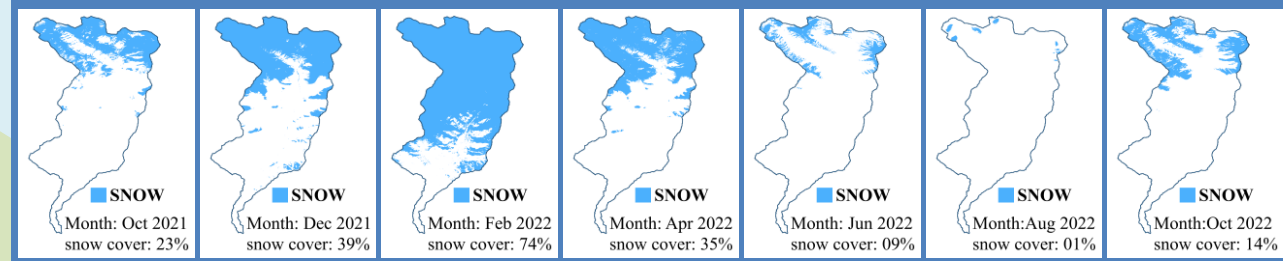 SNOW
Month: Oct 2021
snow cover: 23%
SNOW
Month: Dec 2021
snow cover: 39%
SNOW
Month: Feb 2022
snow cover: 74%
SNOW
Month: Apr 2022
snow cover: 35%
SNOW
Month: Jun 2022
snow cover: 09%
SNOW
Month:Aug 2022
snow cover: 01%
SNOW
Month:Oct 2022
snow cover: 14%